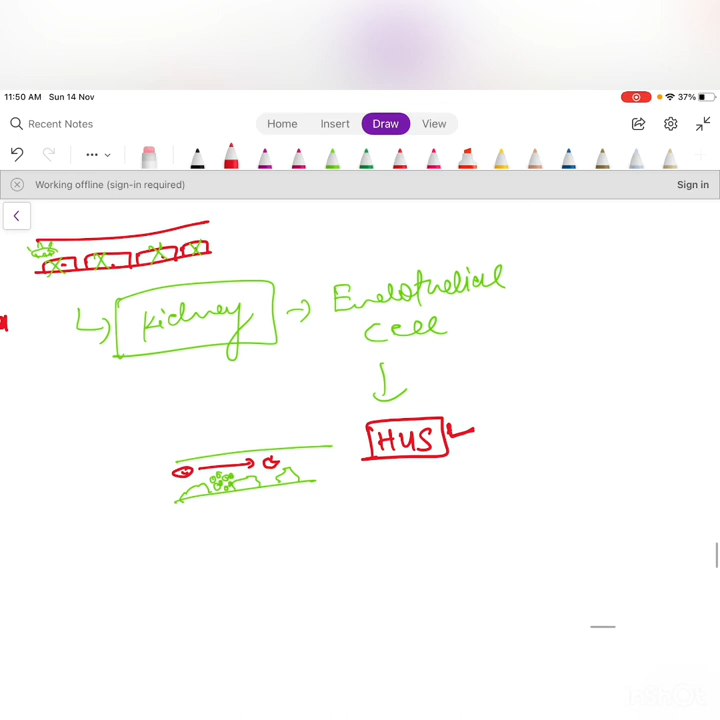 11:50 AM Sun 14 Nov
37%
Recent Notes
Home Insert Draw View
Working offline (sign-in required)
Sign in
Kidney
Endothelial
cell
HUS